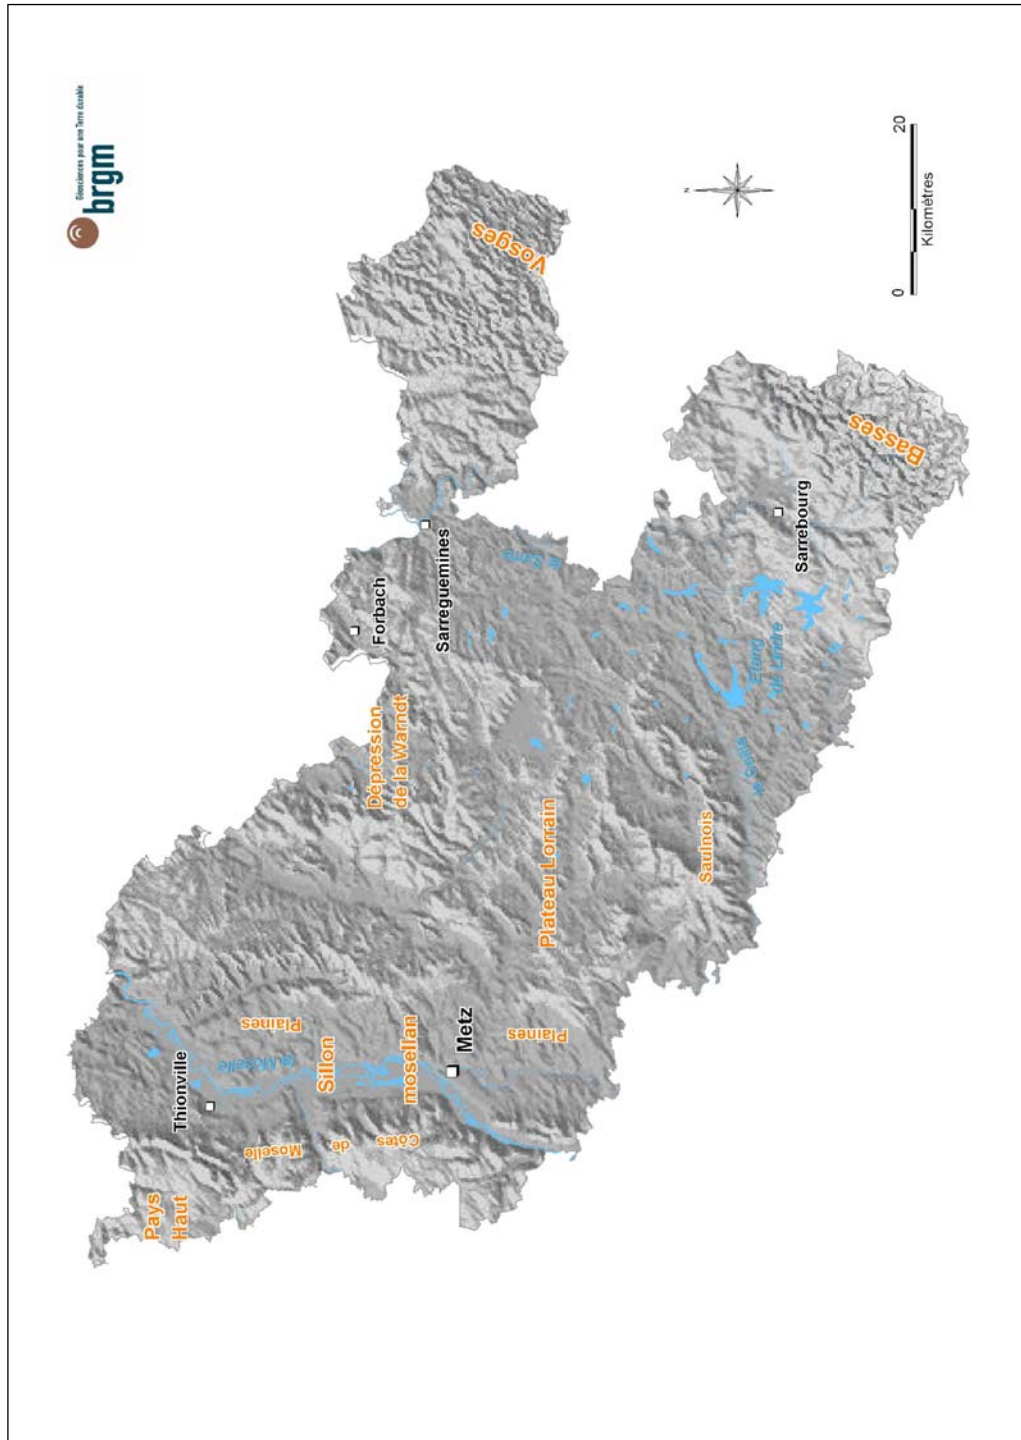 Géosciences pour une Terre durable
brgm
N
0
20
Kilomètres
Vosges
Basses
Sarrebourg
Sarreguemines
Forbach
la Sarre
Etang
de Lindre
la Seille
Dépression
de la Warndt
Plateau Lorrain
Saulnois
Plaines
Plaines
Metz
Thionville
la Moselle
Sillon
mosellan
Côtes
de
Moselle
Pays
Haut